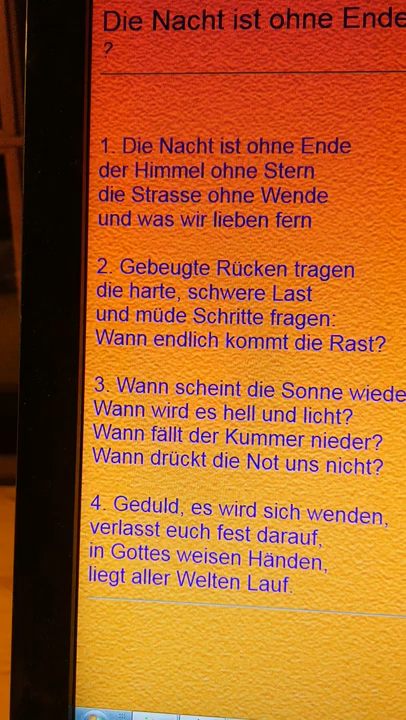 Die Nacht ist ohne Ende
?
1. Die Nacht ist ohne Ende
der Himmel ohne Stern
die Strasse ohne Wende
und was wir lieben fern
2. Gebeugte Rücken tragen
die harte, schwere Last
und müde Schritte fragen:
Wann endlich kommt die Rast?
3. Wann scheint die Sonne wiede
Wann wird es hell und licht?
Wann fällt der Kummer nieder?
Wann drückt die Not uns nicht?
4. Geduld, es wird sich wenden,
verlasst euch fest darauf,
in Gottes weisen Händen,
liegt aller Welten Lauf.